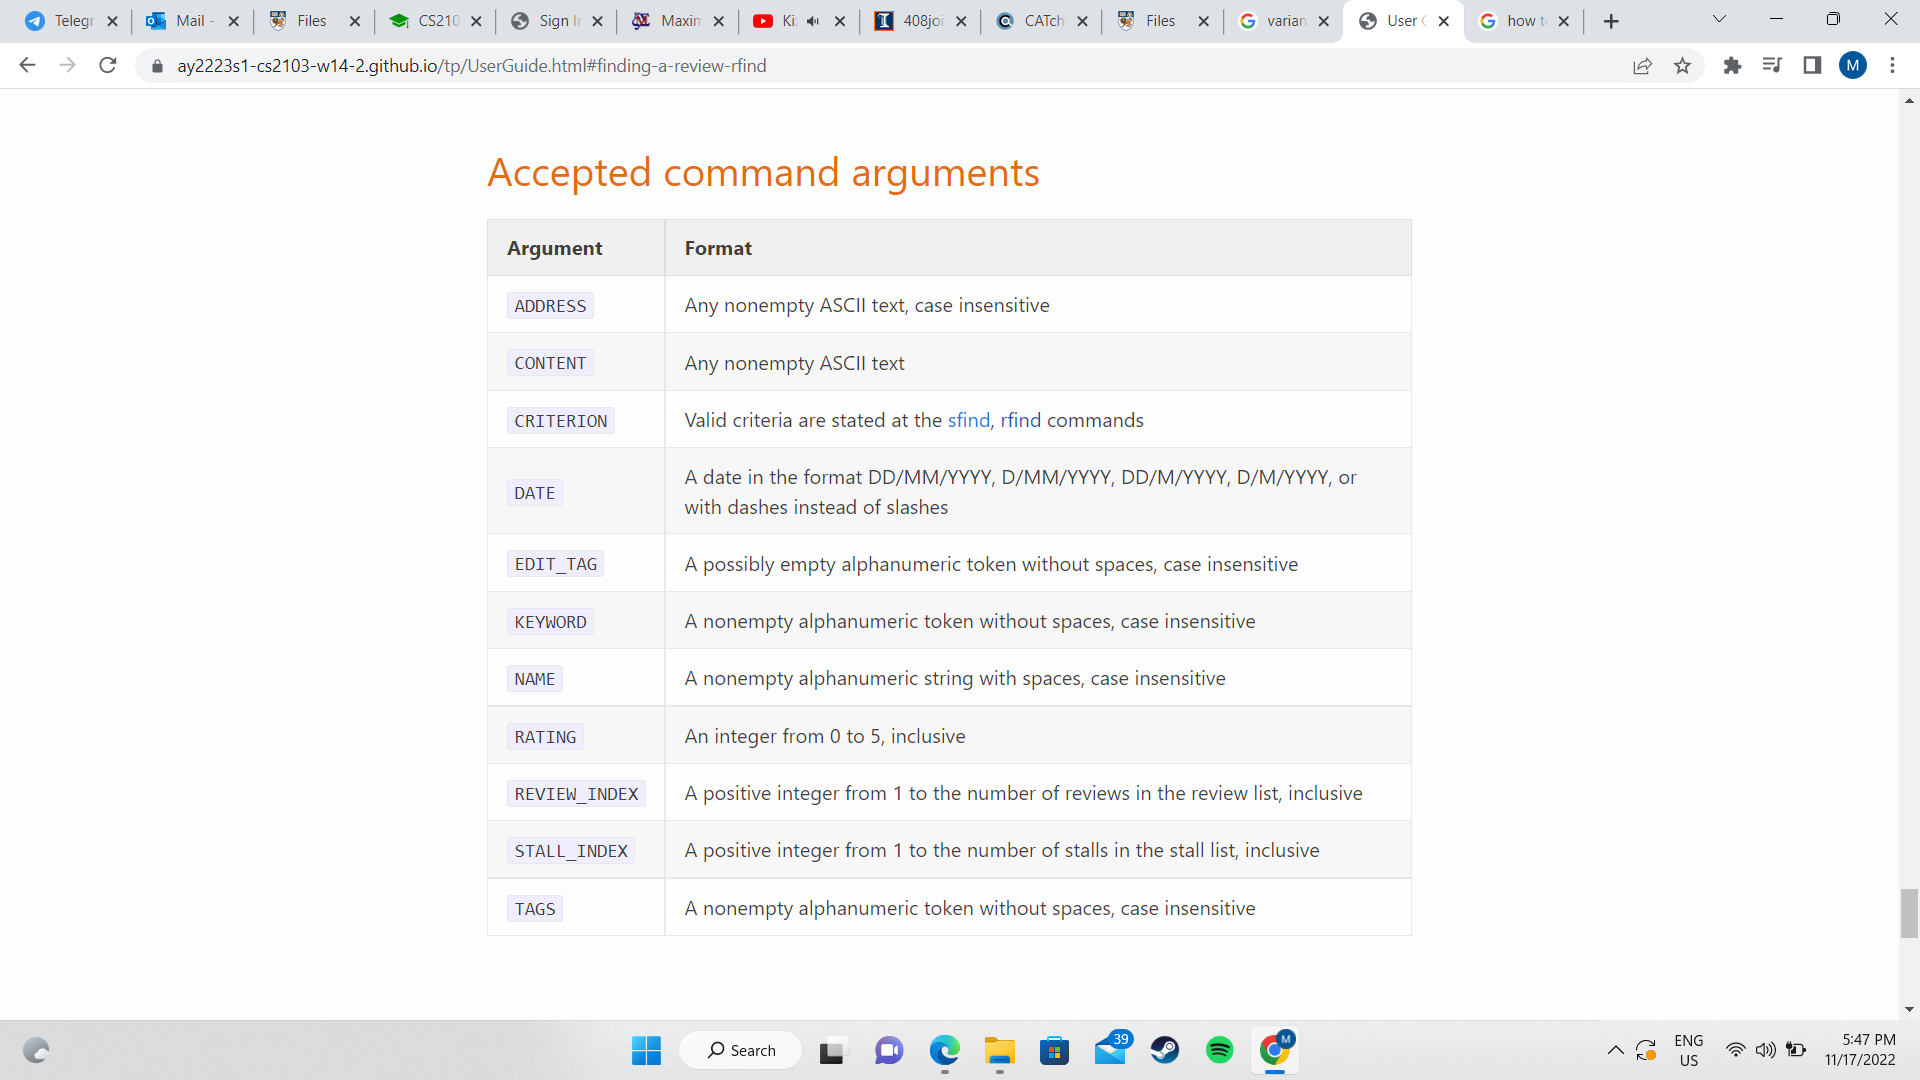 Telegr
Mail -
Files
CS210
Sign In
Maxim
Ki
408joi
CATch
Files
varian
User G
how t
ay2223s1-cs2103-w14-2.github.io/tp/UserGuide.html#finding-a-review-rfind
M
Accepted command arguments
Argument Format
ADDRESS Any nonempty ASCII text, case insensitive
CONTENT Any nonempty ASCII text
CRITERION Valid criteria are stated at the sfind, rfind commands
DATE A date in the format DD/MM/YYYY, D/MM/YYYY, DD/M/YYYY, D/M/YYYY, or
with dashes instead of slashes
EDIT_TAG A possibly empty alphanumeric token without spaces, case insensitive
KEYWORD A nonempty alphanumeric token without spaces, case insensitive
NAME A nonempty alphanumeric string with spaces, case insensitive
RATING An integer from 0 to 5, inclusive
REVIEW_INDEX A positive integer from 1 to the number of reviews in the review list, inclusive
STALL_INDEX A positive integer from 1 to the number of stalls in the stall list, inclusive
TAGS A nonempty alphanumeric token without spaces, case insensitive
Search
39
M
ENG
US
5:47 PM
11/17/2022